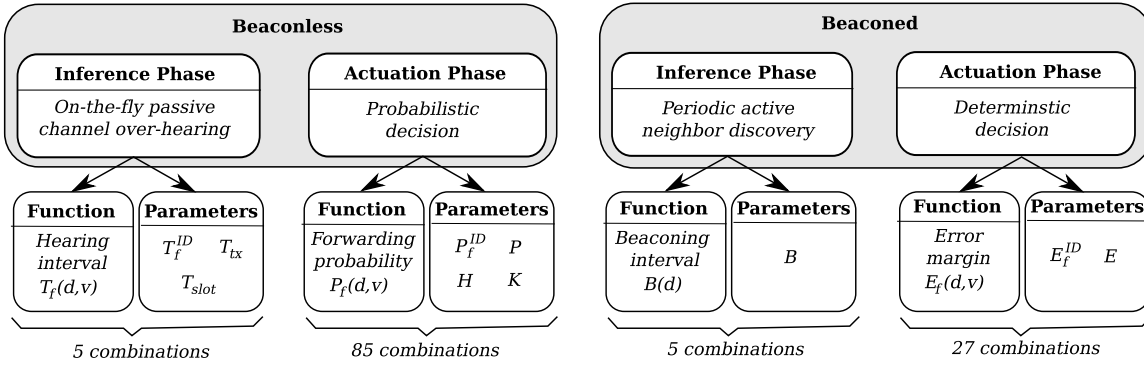 Beaconless
Inference Phase
On-the-fly passive
channel over-hearing
Actuation Phase
Probabilistic
decision
Function
Hearing
interval
T_f(d,v)
Parameters
T_f^ID T_tx
T_slot
5 combinations
Function
Forwarding
probability
P_f(d,v)
Parameters
P_f^ID P
H K
85 combinations
Beaconed
Inference Phase
Periodic active
neighbor discovery
Actuation Phase
Determinstic
decision
Function
Beaconing
interval
B(d)
Parameters
B
5 combinations
Function
Error
margin
E_f(d,v)
Parameters
E_f^ID E
27 combinations